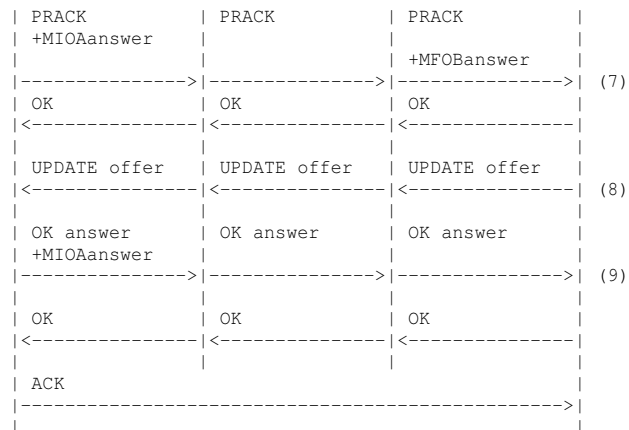 | PRACK | PRACK | PRACK |
| +MIOAanswer | | |
| | | +MFOBanswer |
|--------------->|--------------->|--------------->| (7)
| OK | OK | OK |
|<---------------|<---------------|<---------------|
| | | |
| UPDATE offer | UPDATE offer | UPDATE offer |
|<---------------|<---------------|<---------------| (8)
| | | |
| OK answer | OK answer | OK answer |
| +MIOAanswer | | |
|--------------->|--------------->|--------------->| (9)
| | | |
| OK | OK | OK |
|<---------------|<---------------|<---------------|
| | | |
| ACK |
|------------------------------------------------->|
| |